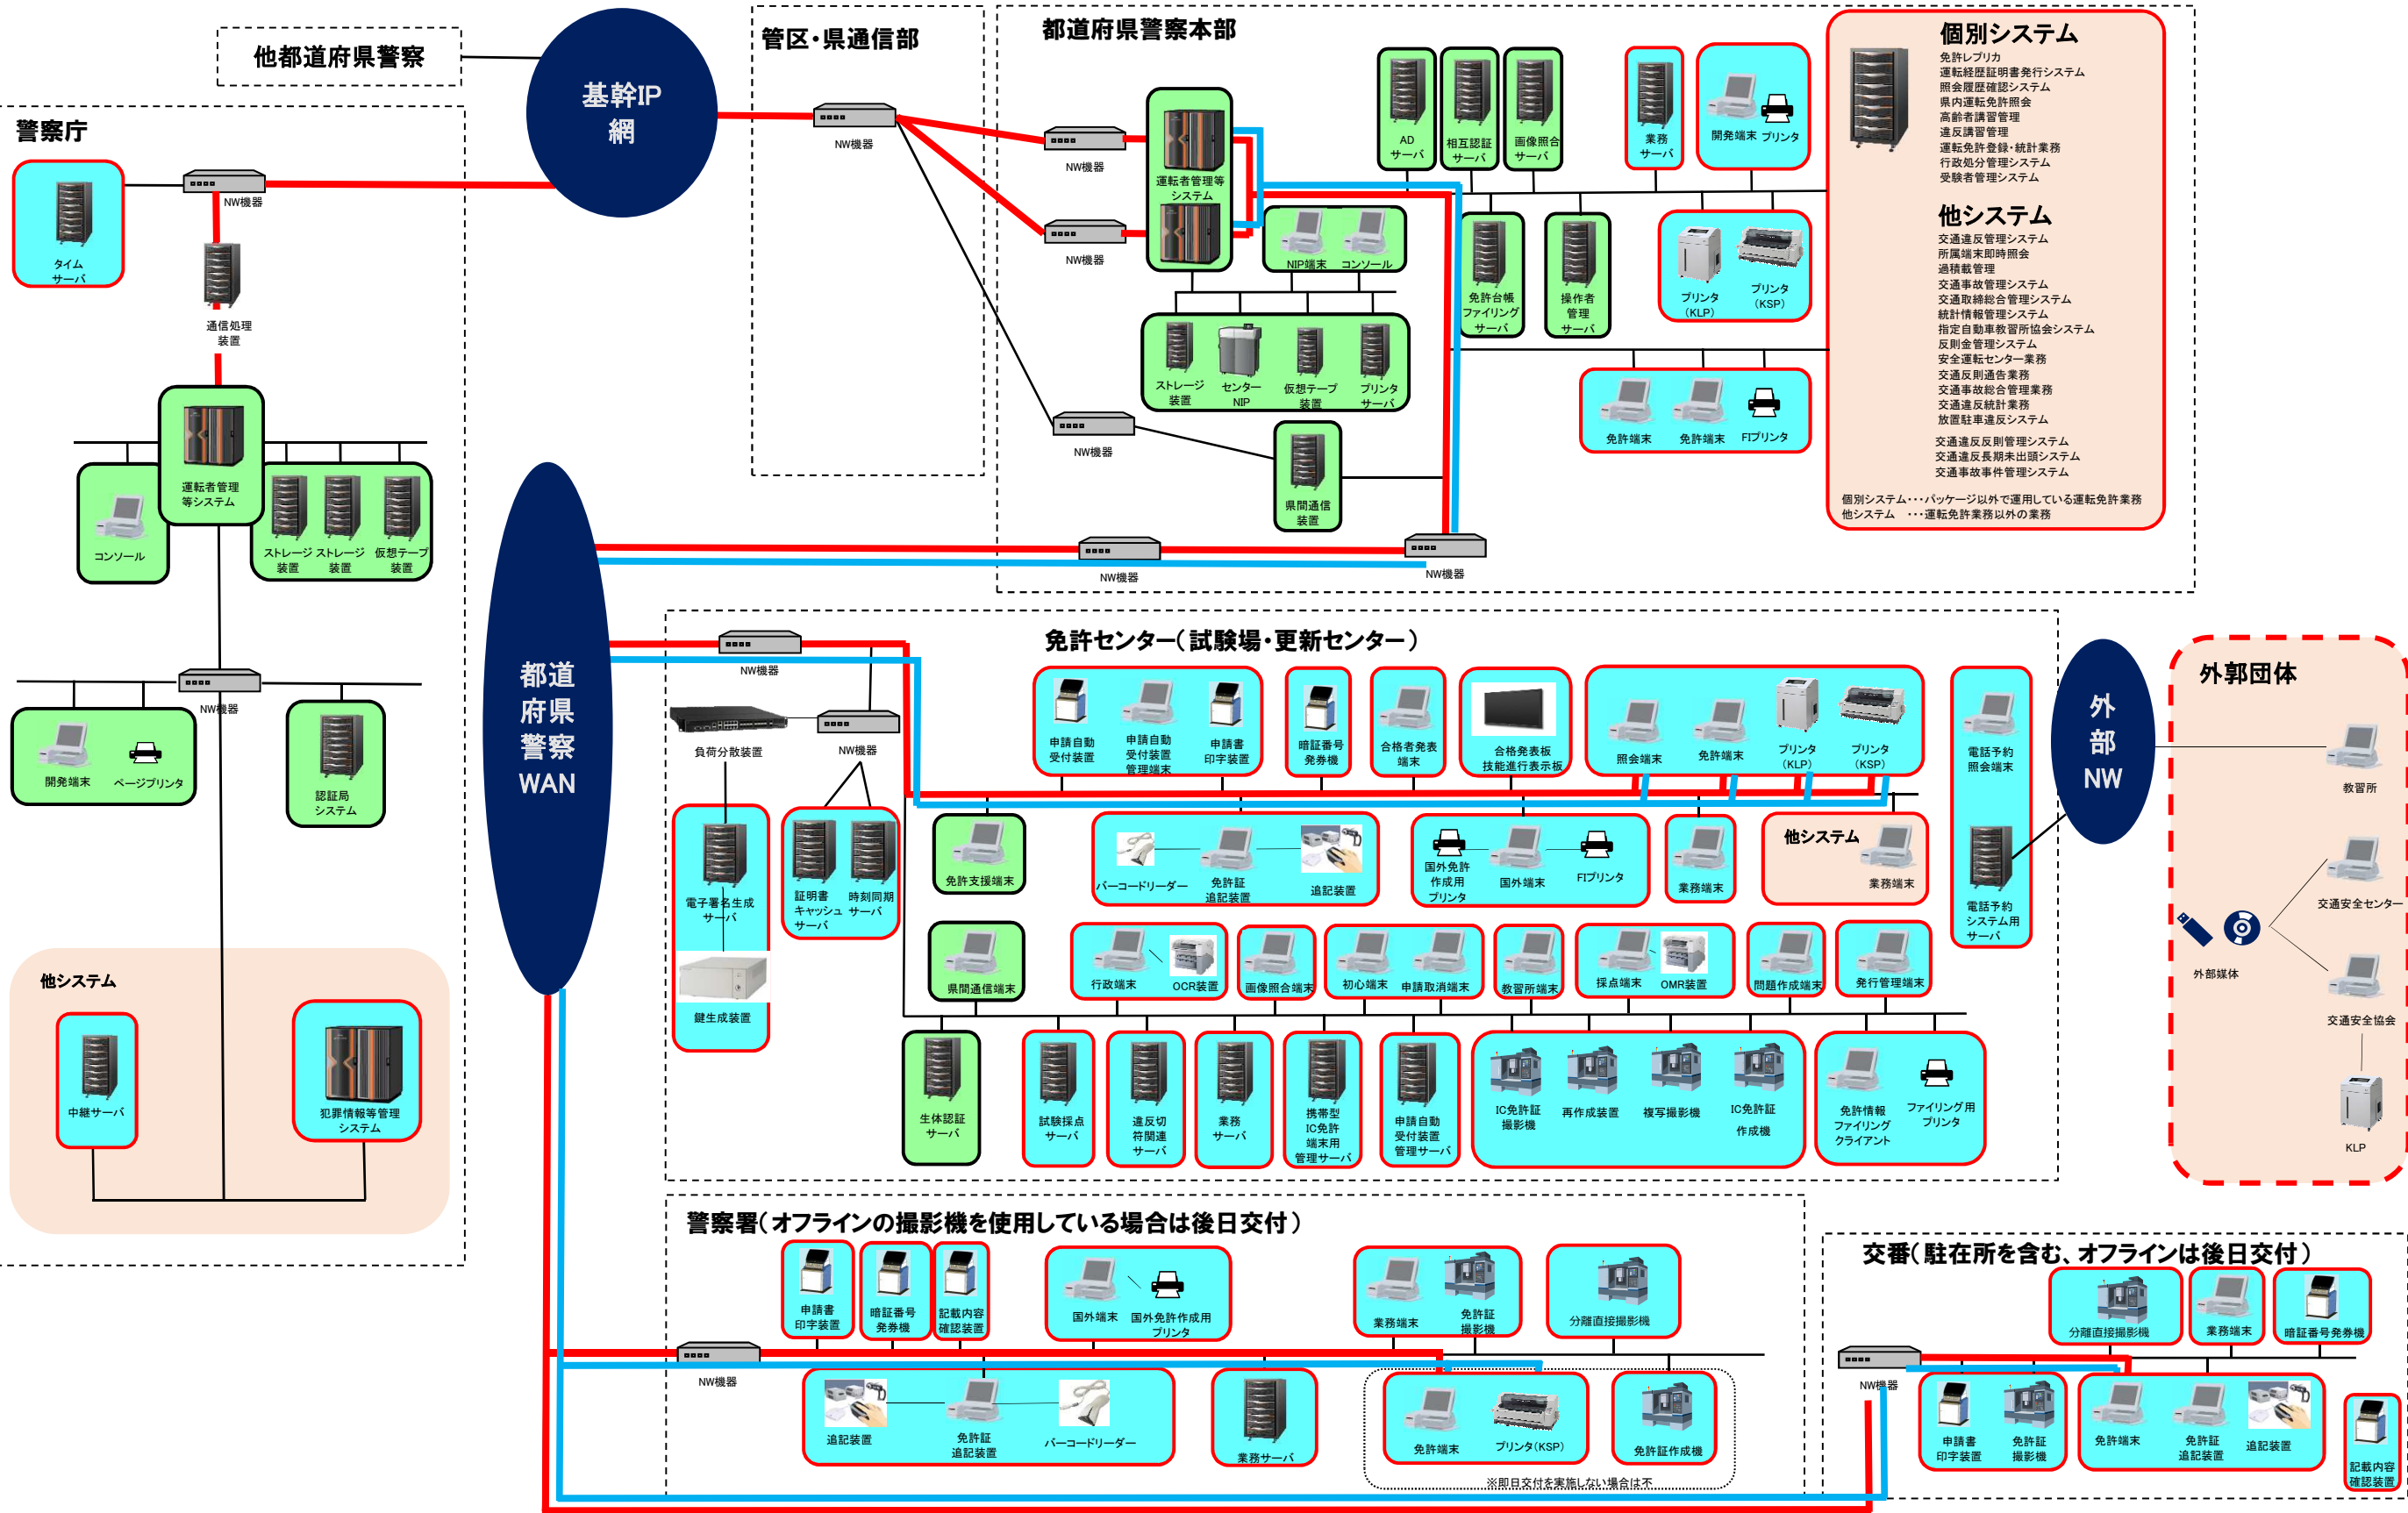 他都道府県警察
基幹IP
網
管区・県通信部
NW機器
警察庁
タイム
サーバ
NW機器
通信処理
装置
運転者管理
等システム
コンソール
ストレージ
装置
ストレージ
装置
仮想テープ
装置
NW機器
開発端末
ページプリンタ
認証局
システム
他システム
中継サーバ
犯罪情報等管理
システム
都道府県警察本部
NW機器
NW機器
運転者管理等
システム
NIP端末
コンソール
ストレージ
装置
センター
NIP
仮想テープ
装置
プリンタ
サーバ
NW機器
県間通信
装置
NW機器
NW機器
AD
サーバ
相互認証
サーバ
画像照合
サーバ
業務
サーバ
開発端末
プリンタ
免許台帳
ファイリング
サーバ
操作者
管理
サーバ
プリンタ
(KLP)
プリンタ
(KSP)
免許端末
免許端末
FIプリンタ
個別システム
免許レプリカ
運転経歴証明書発行システム
照会履歴確認システム
県内運転免許照会
高齢者講習管理
違反講習管理
運転免許登録・統計業務
行政処分管理システム
受験者管理システム
他システム
交通違反管理システム
所属端末即時照会
過積載管理
交通事故管理システム
交通取締総合管理システム
統計情報管理システム
指定自動車教習所協会システム
反則金管理システム
安全運転センター業務
交通反則通告業務
交通事故総合管理業務
交通違反統計業務
放置駐車違反システム
交通違反反則管理システム
交通違反長期未出頭システム
交通事故事件管理システム
個別システム・・・パッケージ以外で運用している運転免許業務
他システム ・・・運転免許業務以外の業務
都道
府県
警察
WAN
免許センター(試験場・更新センター)
NW機器
負荷分散装置
NW機器
電子署名生成
サーバ
鍵生成装置
証明書
キャッシュ
サーバ
時刻同期
サーバ
申請自動
受付装置
申請自動
受付装置
管理端末
申請書
印字装置
暗証番号
発券機
合格者発表
端末
合格発表板
技能進行表示板
照会端末
免許端末
プリンタ
(KLP)
プリンタ
(KSP)
電話予約
照会端末
電話予約
システム用
サーバ
免許支援端末
バーコードリーダー
免許証
追記装置
追記装置
国外免許
作成用
プリンタ
国外端末
FIプリンタ
業務端末
他システム
業務端末
県間通信端末
行政端末
OCR装置
画像照合端末
初心端末
申請取消端末
教習所端末
採点端末
OMR装置
問題作成端末
発行管理端末
生体認証
サーバ
試験採点
サーバ
違反切
符関連
サーバ
業務
サーバ
携帯型
IC免許
端末用
管理サーバ
申請自動
受付装置
管理サーバ
IC免許証
撮影機
再作成装置
複写撮影機
IC免許証
作成機
免許情報
ファイリング
クライアント
ファイリング用
プリンタ
外
部
NW
外郭団体
教習所
交通安全センター
外部媒体
交通安全協会
KLP
警察署(オフラインの撮影機を使用している場合は後日交付)
申請書
印字装置
暗証番号
発券機
記載内容
確認装置
国外端末
国外免許作成用
プリンタ
業務端末
免許証
撮影機
分離直接撮影機
NW機器
追記装置
免許証
追記装置
バーコードリーダー
業務サーバ
免許端末
プリンタ(KSP)
免許証作成機
※即日交付を実施しない場合は不
交番(駐在所を含む、オフラインは後日交付)
分離直接撮影機
業務端末
暗証番号発券機
NW機器
申請書
印字装置
免許証
撮影機
免許端末
免許証
追記装置
追記装置
記載内容
確認装置